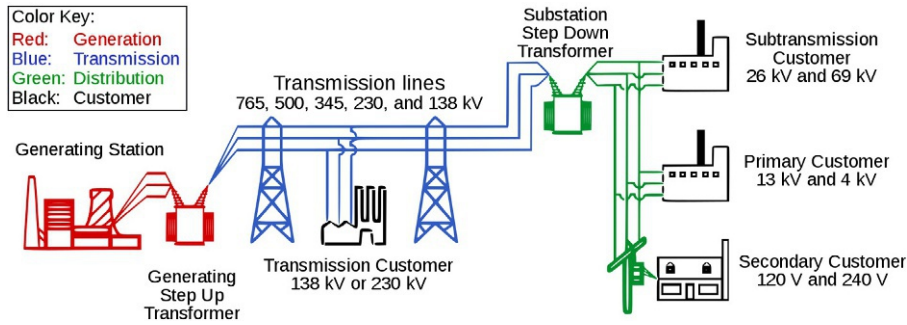 Color Key:
Red: Generation
Blue: Transmission
Green: Distribution
Black: Customer
Generating Station
Generating
Step Up
Transformer
Transmission lines
765, 500, 345, 230, and 138 kV
Transmission Customer
138 kV or 230 kV
Substation
Step Down
Transformer
Subtransmission
Customer
26 kV and 69 kV
Primary Customer
13 kV and 4 kV
Secondary Customer
120 V and 240 V